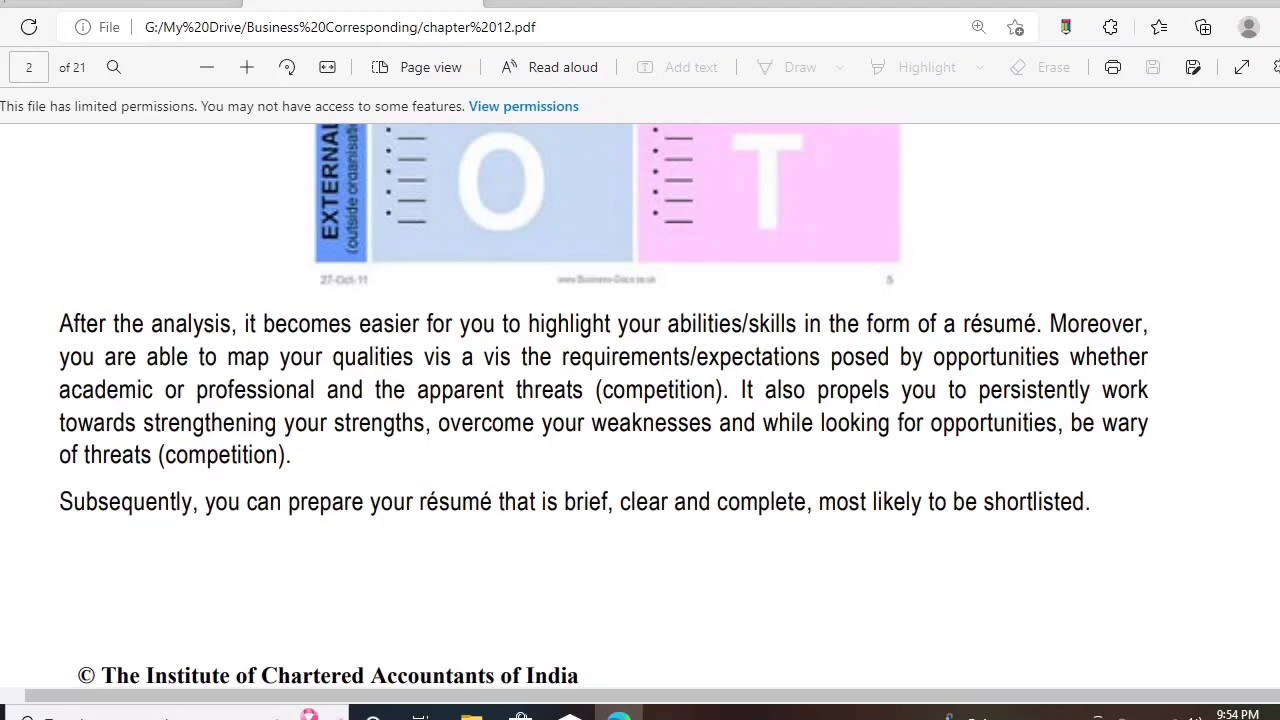 File G:/My%20Drive/Business%20Corresponding/chapter%2012.pdf
2 of 21 Page view Read aloud Add text Draw Highlight Erase
This file has limited permissions. You may not have access to some features. View permissions
EXTERNAL
(outside organisati
O
T
27-Oct-11 5
After the analysis, it becomes easier for you to highlight your abilities/skills in the form of a résumé. Moreover,
you are able to map your qualities vis a vis the requirements/expectations posed by opportunities whether
academic or professional and the apparent threats (competition). It also propels you to persistently work
towards strengthening your strengths, overcome your weaknesses and while looking for opportunities, be wary
of threats (competition).
Subsequently, you can prepare your résumé that is brief, clear and complete, most likely to be shortlisted.
© The Institute of Chartered Accountants of India
9:54 PM